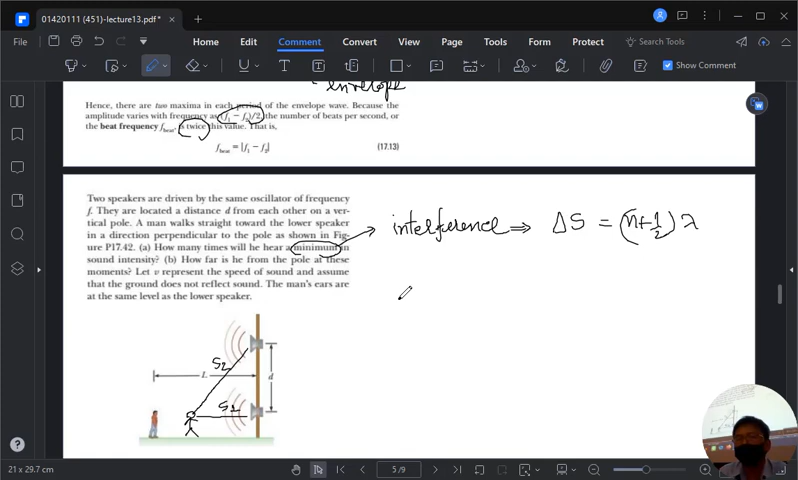 01420111 (451)-lecture13.pdf *
File
Home
Comment
Convert
View
Page
Tools
Form
Protect
Search Tools
Show Comment
envelope
Hence, there are two maxima in each period of the envelope wave. Because the
amplitude varies with frequency as (f1 − f2)/2, the number of beats per second, or
the beat frequency fbeat, is twice this value. That is,
fbeat = |f1 − f2|
(17.13)
Two speakers are driven by the same oscillator of frequency
f. They are located a distance d from each other on a ver-
tical pole. A man walks straight toward the lower speaker
in a direction perpendicular to the pole as shown in Fig-
ure P17.42. (a) How many times will he hear a minimum in
sound intensity? (b) How far is he from the pole at these
moments? Let v represent the speed of sound and assume
that the ground does not reflect sound. The man's ears are
at the same level as the lower speaker.
interference ⇒ ΔS = (n+1/2) λ
S2
L
d
S1
21 x 29.7 cm
5 /9
100%